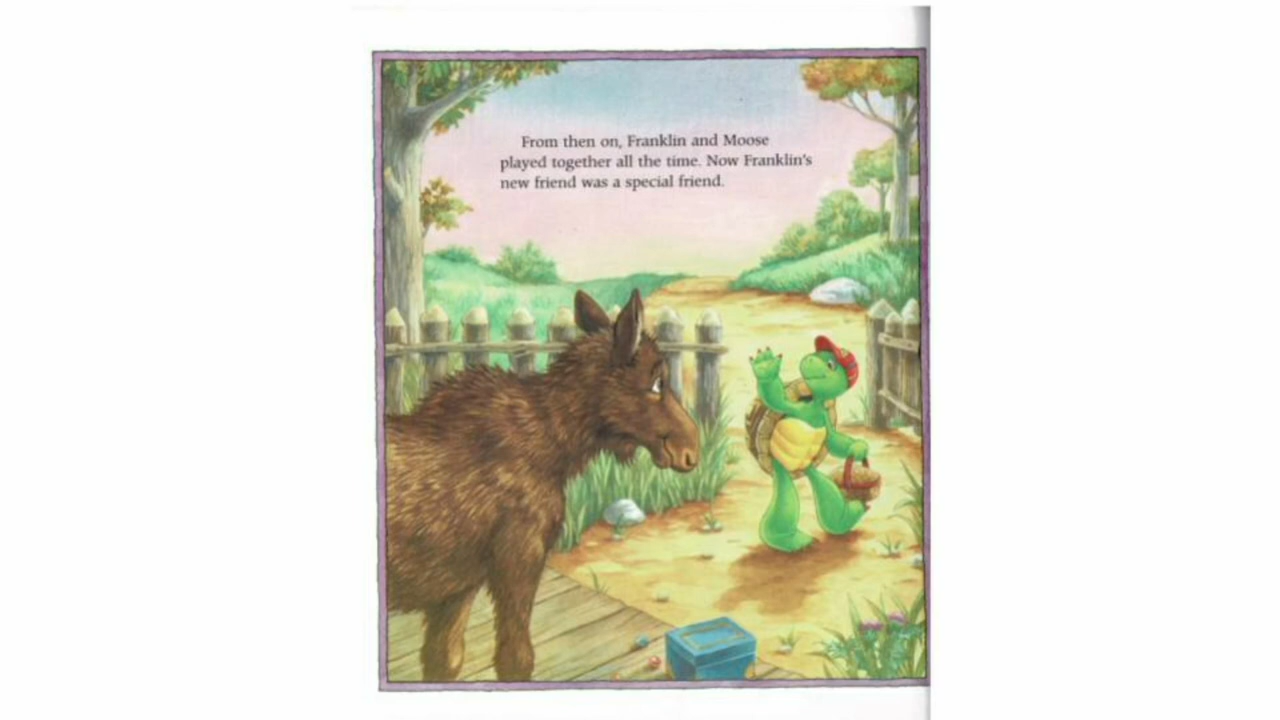 From then on, Franklin and Moose
played together all the time. Now Franklin's
new friend was a special friend.